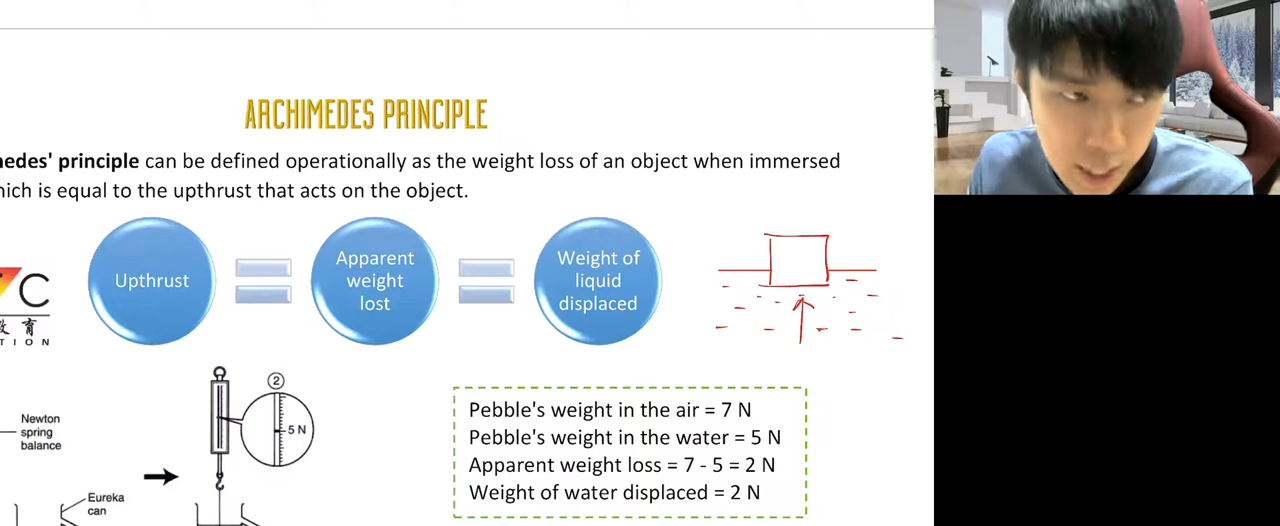 ARCHIMEDES PRINCIPLE
medes' principle can be defined operationally as the weight loss of an object when immersed
hich is equal to the upthrust that acts on the object.
Upthrust
Apparent
weight
lost
Weight of
liquid
displaced
C
教 育
TION
Newton
spring
balance
②
5 N
Eureka
can
Pebble's weight in the air = 7 N
Pebble's weight in the water = 5 N
Apparent weight loss = 7 - 5 = 2 N
Weight of water displaced = 2 N